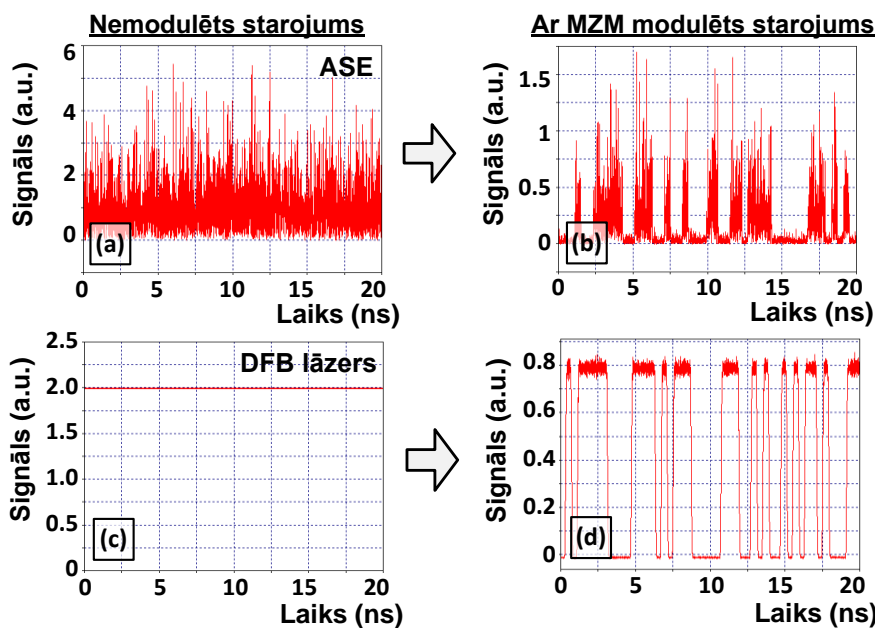 Nemodulēts starojums
Ar MZM modulēts starojums
6
4
2
0
Signāls (a.u.)
ASE
(a)
0 5 10 15 20
Laiks (ns)
1.5
1
0.5
0
Signāls (a.u.)
(b)
0 5 10 15 20
Laiks (ns)
2.5
2.0
1.5
1.0
0.5
0
Signāls (a.u.)
DFB lāzers
(c)
0 5 10 15 20
Laiks (ns)
0.8
0.6
0.4
0.2
0
Signāls (a.u.)
(d)
0 5 10 15 20
Laiks (ns)